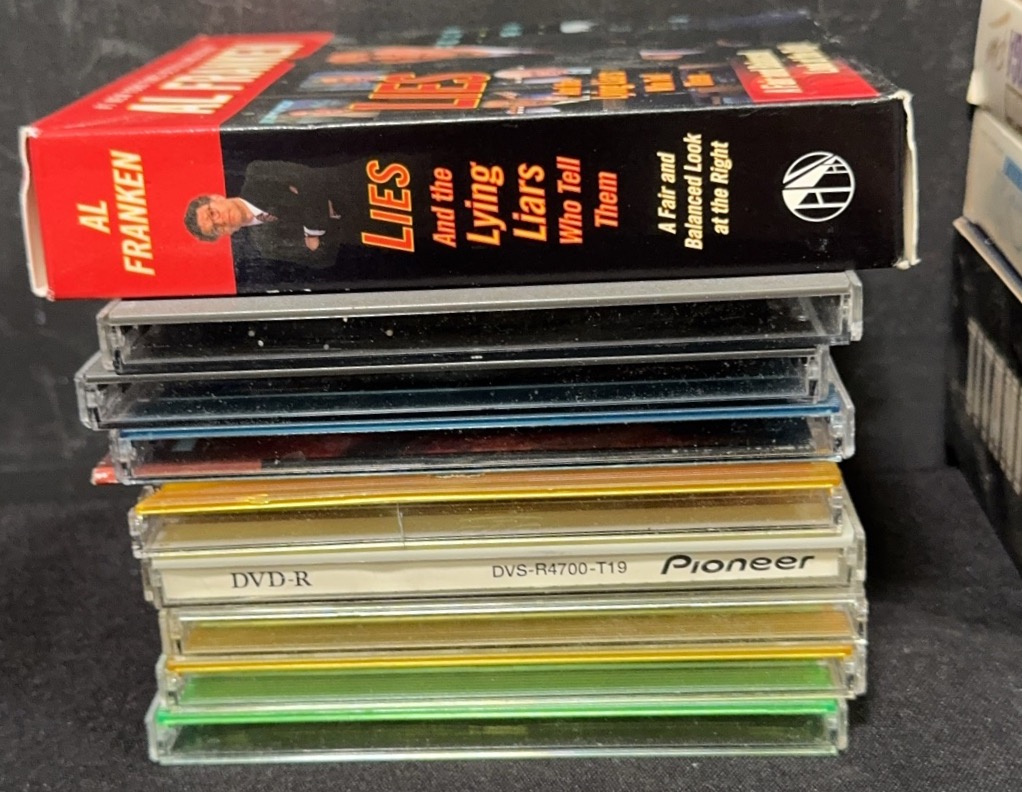 AL FRANKEN
LIES
AL
FRANKEN
LIES
And the
Lying
Liars
Who Tell
Them
A Fair and
Balanced Look
at the Right
DVD-R
DVS-R4700-T19
Pioneer